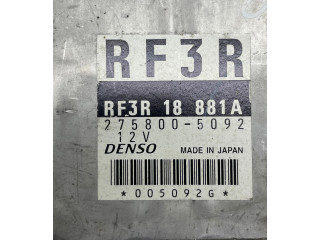 RF3R
RF3R 18 881A
275800-5092
12V
DENSO MADE IN JAPAN
*005092G*